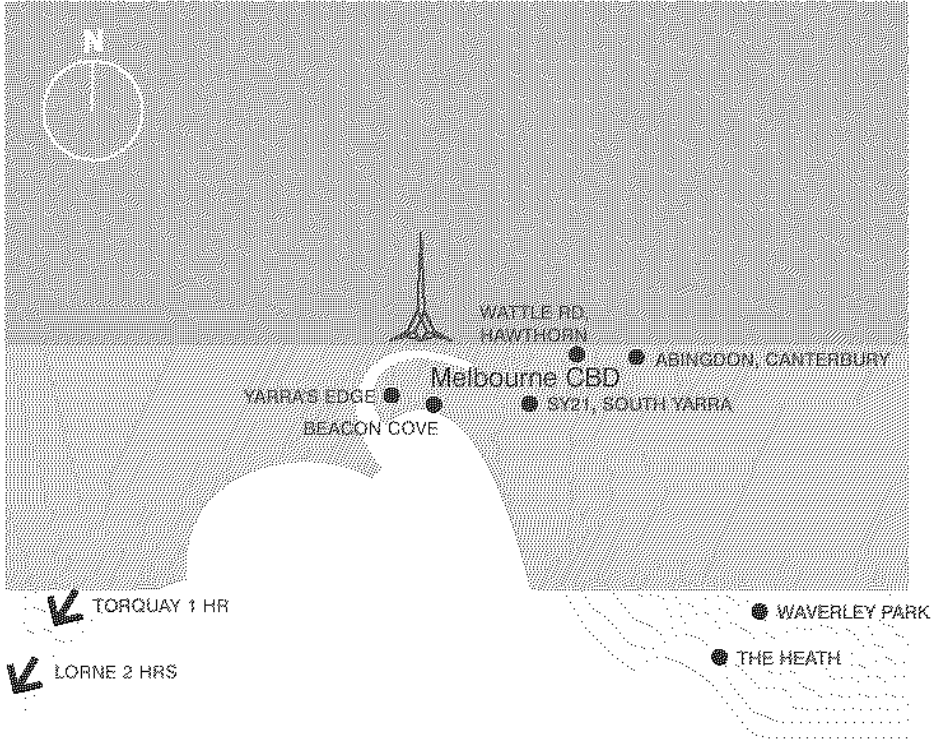 N
WATTLE RD,
HAWTHORN
ABINGDON, CANTERBURY
Melbourne CBD
YARRA'S EDGE
SY21, SOUTH YARRA
BEACON COVE
TORQUAY 1 HR
WAVERLEY PARK
THE HEATH
LORNE 2 HRS